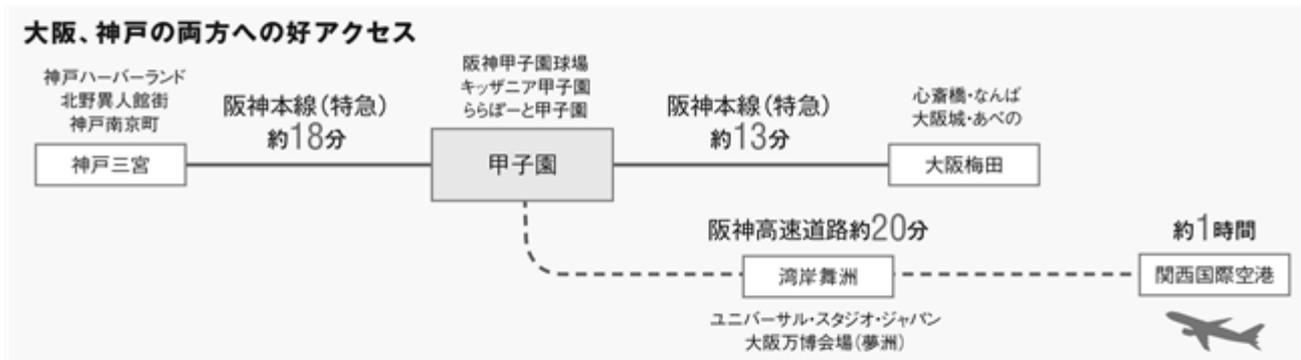 大阪、神戸の両方への好アクセス
神戸ハーバーランド
北野異人館街
神戸南京町
神戸三宮
阪神本線(特急)
約18分
阪神甲子園球場
キッザニア甲子園
ららぽーと甲子園
甲子園
阪神本線(特急)
約13分
心斎橋・なんば
大阪城・あべの
大阪梅田
阪神高速道路約20分
湾岸舞洲
ユニバーサル・スタジオ・ジャパン
大阪万博会場(夢洲)
約1時間
関西国際空港